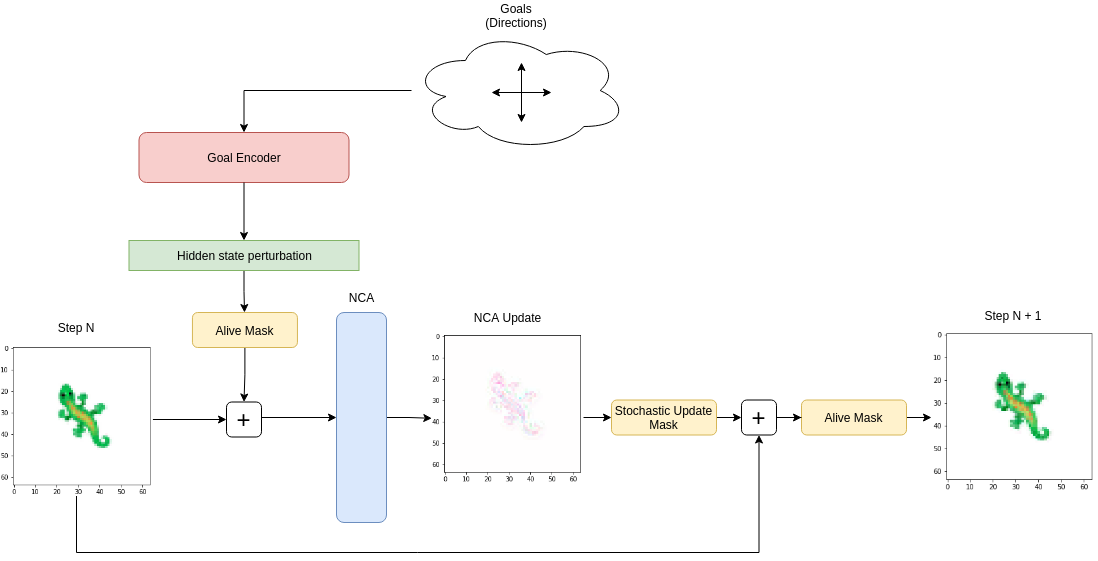 Goals
(Directions)
Goal Encoder
Hidden state perturbation
NCA
Alive Mask
Step N
NCA Update
Step N + 1
0
10
20
30
40
50
60
0 10 20 30 40 50 60
+
0
10
20
30
40
50
60
0 10 20 30 40 50 60
Stochastic Update
Mask
+
Alive Mask
0
10
20
30
40
50
60
0 10 20 30 40 50 60